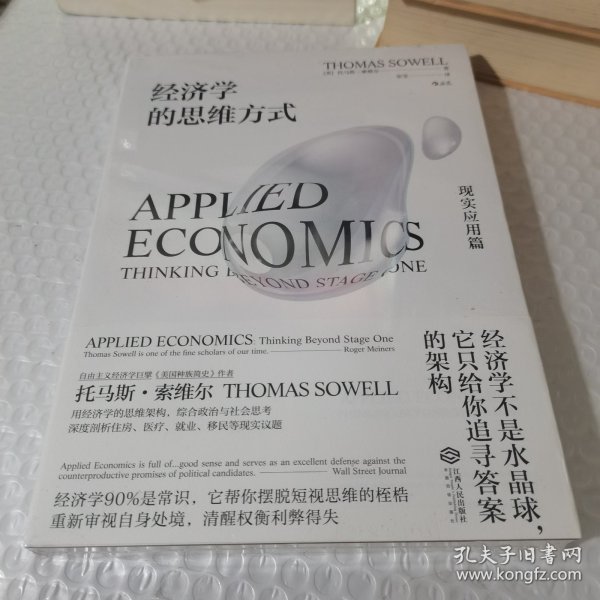 THOMAS SOWELL
[美] 托马斯·索维尔 著
译
经济学
的思维方式
现实应用篇
APPLIED
ECONOMICS
THINKING BEYOND STAGE ONE
APPLIED ECONOMICS: Thinking Beyond Stage One
Thomas Sowell is one of the fine scholars of our time. Roger Meiners
自由主义经济学巨擘《美国种族简史》作者
托马斯·索维尔 THOMAS SOWELL
用经济学的思维架构，综合政治与社会思考
深度剖析住房、医疗、就业、移民等现实议题
Applied Economics is full of...good sense and serves as an excellent defense against the
counterproductive promises of political candidates. Wall Street Journal
经济学90%是常识，它帮你摆脱短视思维的桎梏
重新审视自身处境，清醒权衡利弊得失
经济学不是水晶球，
它只给你追寻答案
的架构
江西人民出版社
孔夫子旧书网
www.kongfz.com